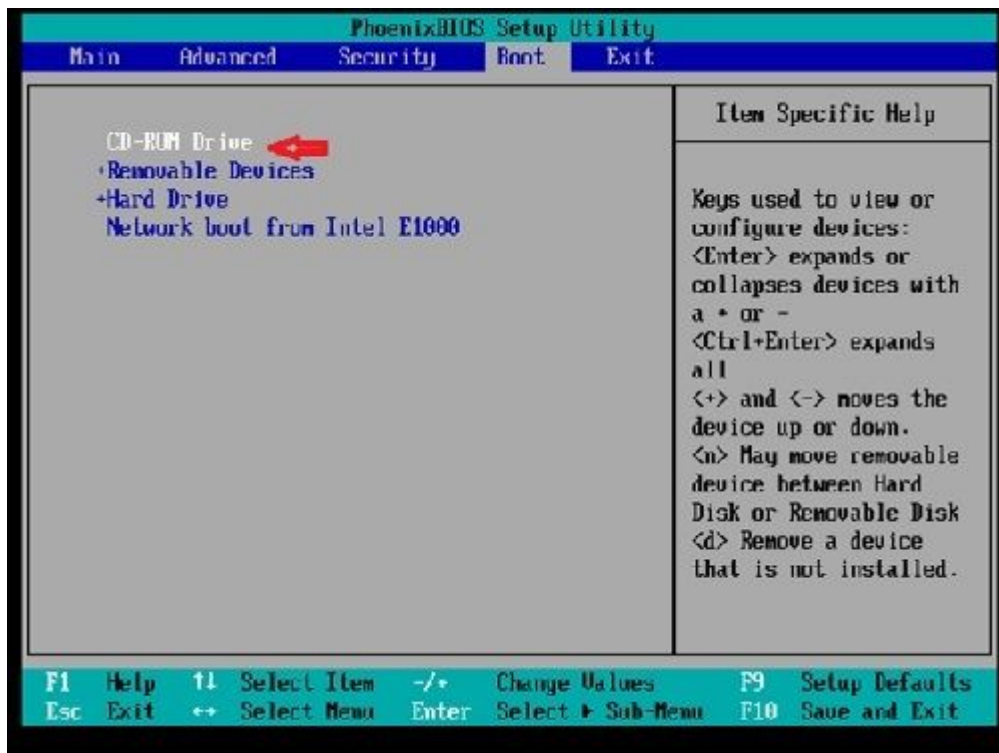 PhoenixBIOS Setup Utility
Main Advanced Security Boot Exit
CD-ROM Drive
+Removable Devices
+Hard Drive
Network boot from Intel E1000
Item Specific Help
Keys used to view or
configure devices:
<Enter> expands or
collapses devices with
a + or -
<Ctrl+Enter> expands
all
<+> and <-> moves the
device up or down.
<n> May move removable
device between Hard
Disk or Removable Disk
<d> Remove a device
that is not installed.
F1 Help ↑↓ Select Item -/+ Change Values F9 Setup Defaults
Esc Exit ↔ Select Menu Enter Select ▶ Sub-Menu F10 Save and Exit